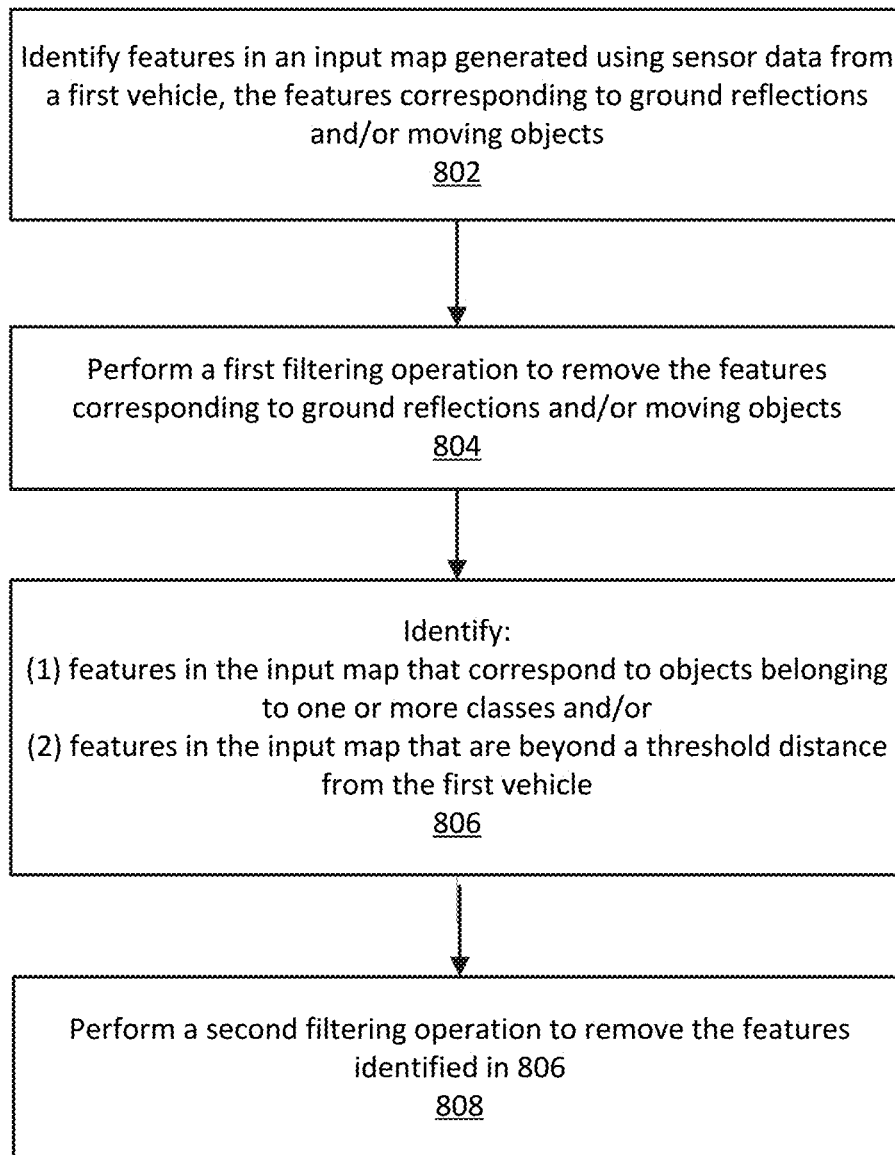 Identify features in an input map generated using sensor data from
a first vehicle, the features corresponding to ground reflections
and/or moving objects
802
Perform a first filtering operation to remove the features
corresponding to ground reflections and/or moving objects
804
Identify:
(1) features in the input map that correspond to objects belonging
to one or more classes and/or
(2) features in the input map that are beyond a threshold distance
from the first vehicle
806
Perform a second filtering operation to remove the features
identified in 806
808